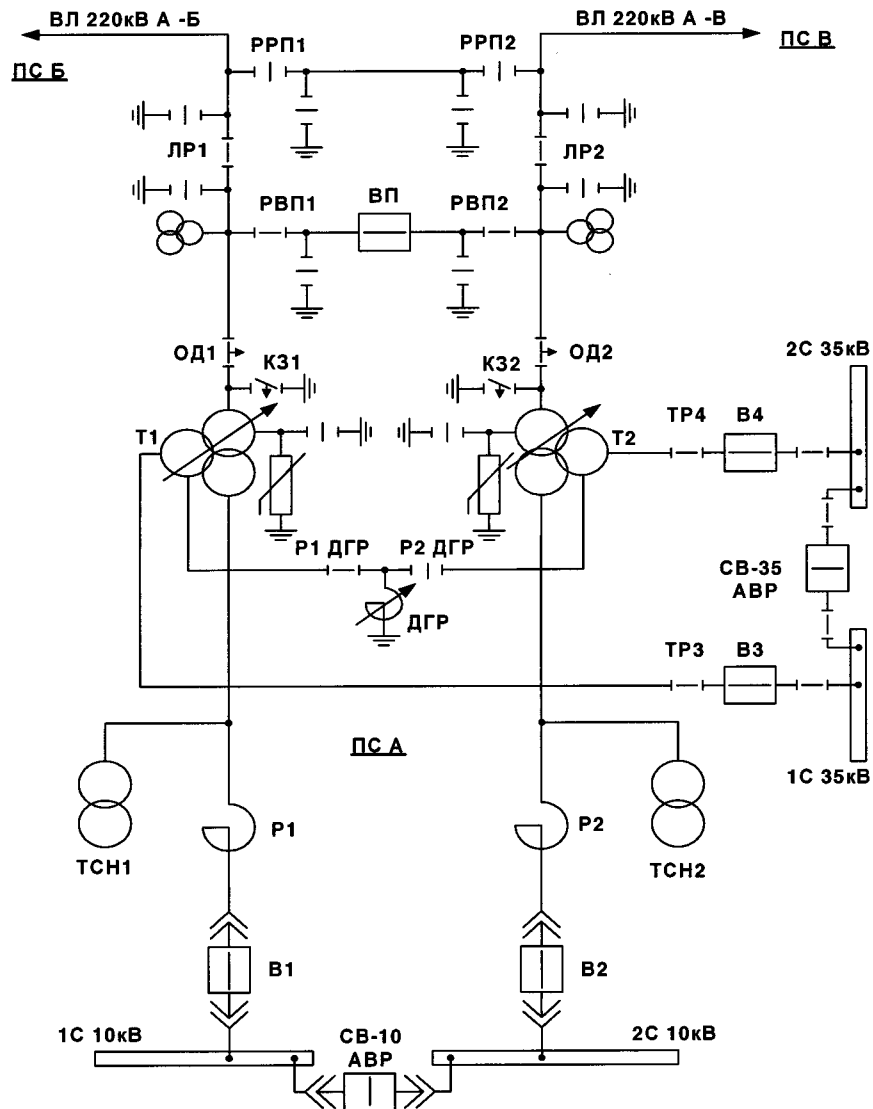 ВЛ 220кВ А -Б
ВЛ 220кВ А -В
ПС Б
РРП1
РРП2
ПС В
ЛР1
ЛР2
РВП1
ВП
РВП2
ОД1
КЗ1
КЗ2
ОД2
2С 35кВ
Т1
Т2
ТР4
В4
Р1 ДГР
Р2 ДГР
СВ-35
АВР
ДГР
ТР3
В3
ПС А
1С 35кВ
Р1
Р2
ТСН1
ТСН2
В1
В2
1С 10кВ
СВ-10
АВР
2С 10кВ